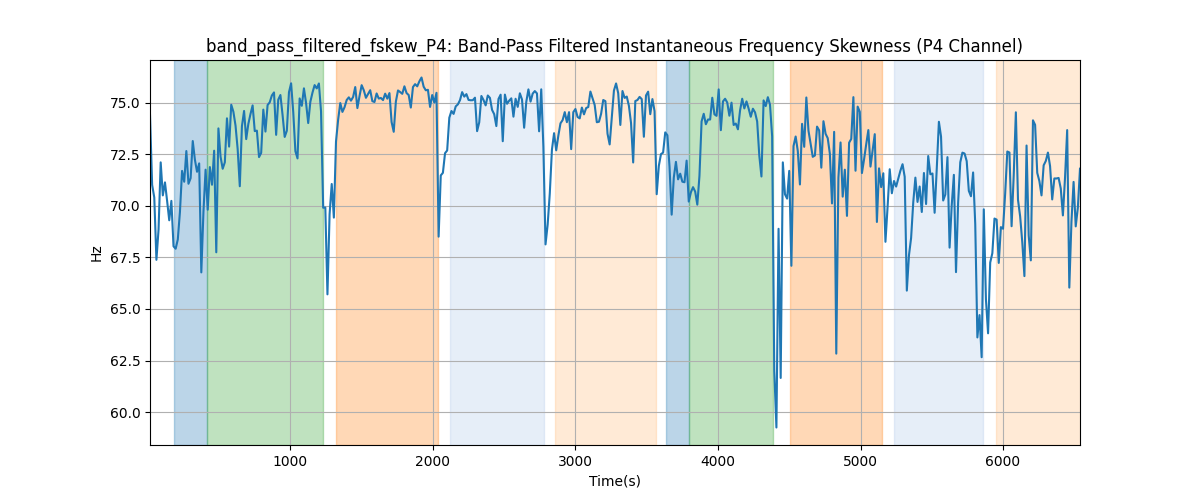 band_pass_filtered_fskew_P4: Band-Pass Filtered Instantaneous Frequency Skewness (P4 Channel)
75.0
72.5
70.0
67.5
65.0
62.5
60.0
Hz
1000 2000 3000 4000 5000 6000
Time(s)